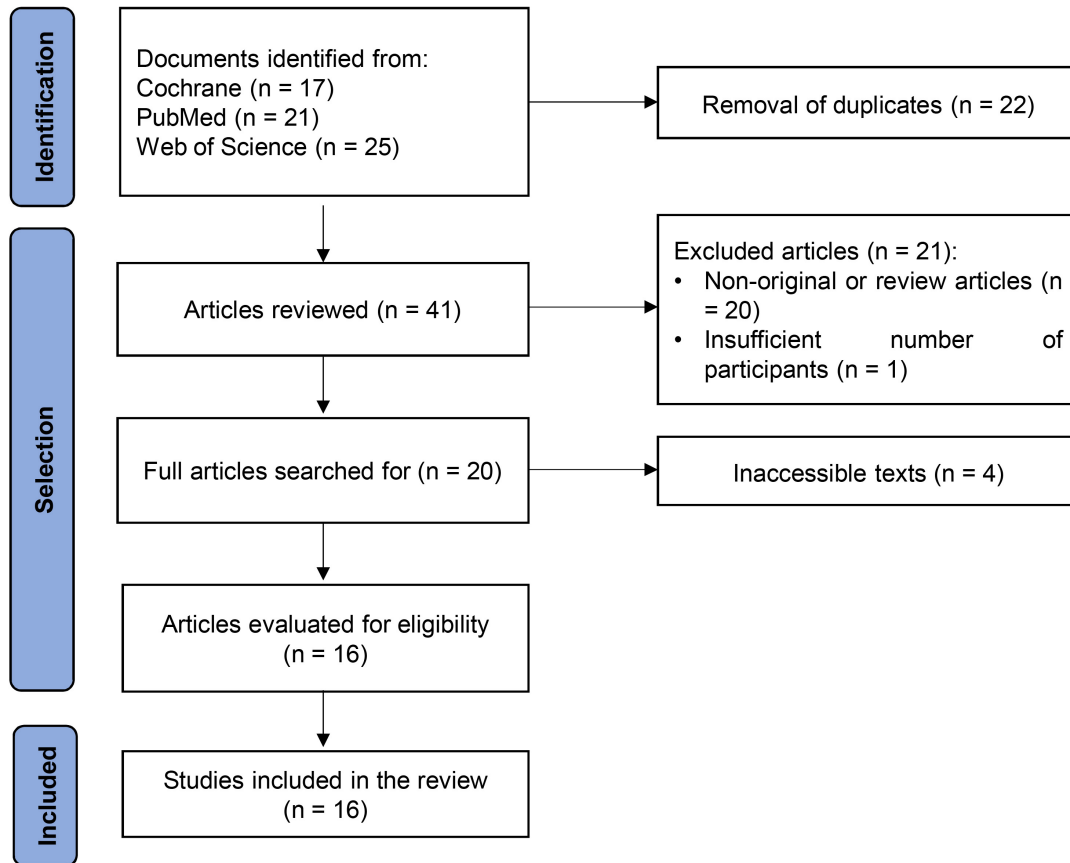 Identification
Documents identified from:
Cochrane (n = 17)
PubMed (n = 21)
Web of Science (n = 25)
Removal of duplicates (n = 22)
Selection
Articles reviewed (n = 41)
Excluded articles (n = 21):
• Non-original or review articles (n
= 20)
• Insufficient number of
participants (n = 1)
Full articles searched for (n = 20)
Inaccessible texts (n = 4)
Articles evaluated for eligibility
(n = 16)
Included
Studies included in the review
(n = 16)